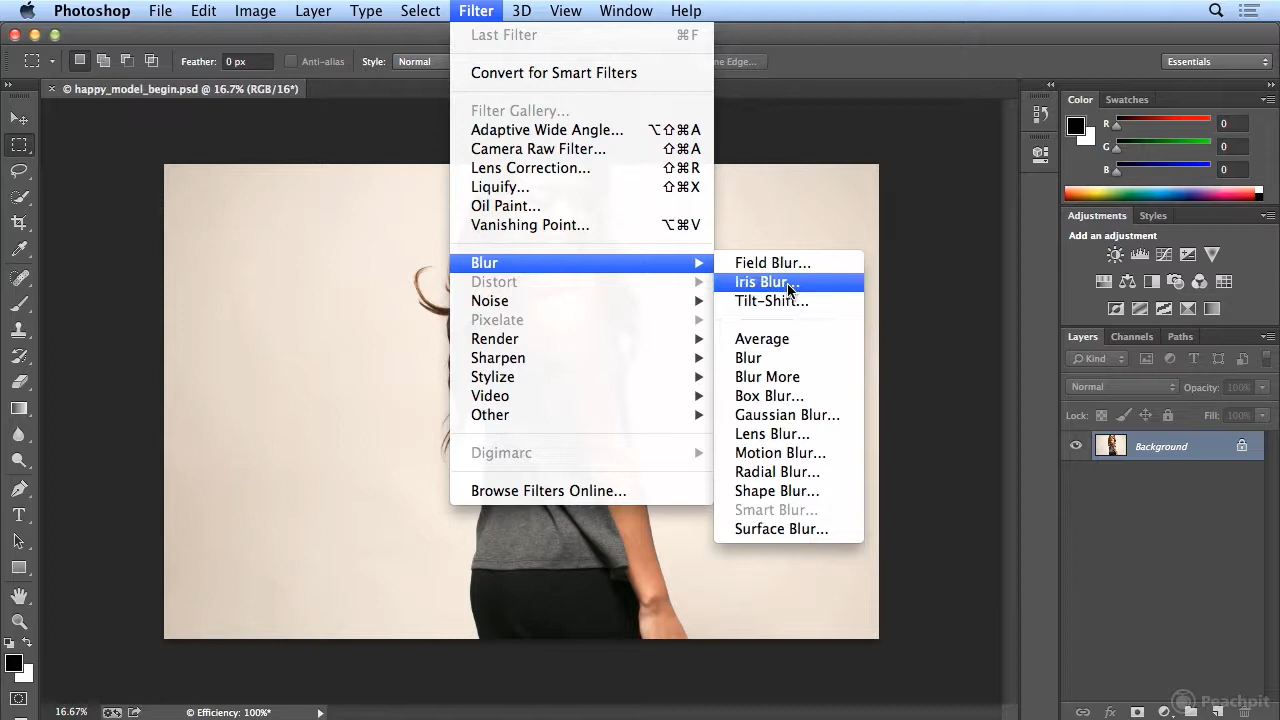 Photoshop File Edit Image Layer Type Select Filter 3D View Window Help
Feather: 0 px Anti-alias Style: Normal ne Edge... Essentials
× © happy_model_begin.psd @ 16.7% (RGB/16*)
Last Filter ⌘F
Convert for Smart Filters
Filter Gallery...
Adaptive Wide Angle... ⌥⇧⌘A
Camera Raw Filter... ⇧⌘A
Lens Correction... ⇧⌘R
Liquify... ⇧⌘X
Oil Paint...
Vanishing Point... ⌥⌘V
Blur
Distort
Noise
Pixelate
Render
Sharpen
Stylize
Video
Other
Digimarc
Browse Filters Online...
Field Blur...
Iris Blur...
Tilt-Shift...
Average
Blur
Blur More
Box Blur...
Gaussian Blur...
Lens Blur...
Motion Blur...
Radial Blur...
Shape Blur...
Smart Blur...
Surface Blur...
Color Swatches
R 0
G 0
B 0
Adjustments Styles
Add an adjustment
Layers Channels Paths
Kind
Normal Opacity: 100%
Lock: Fill: 100%
Background
16.67% © Efficiency: 100%*
Peachpit